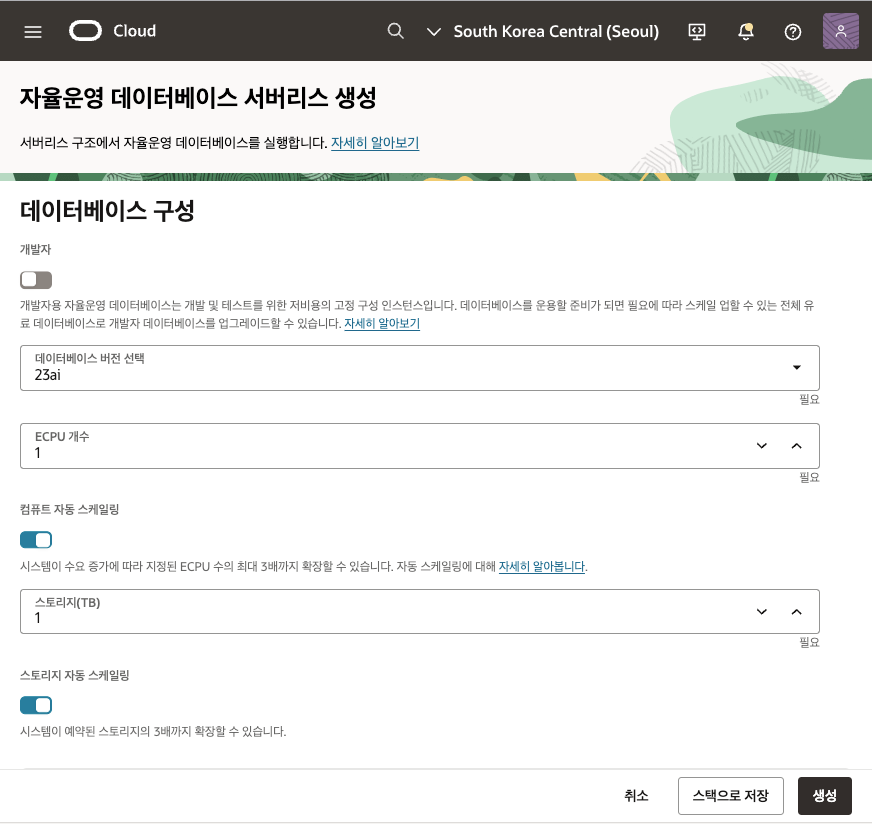 Cloud
South Korea Central (Seoul)
자율운영 데이터베이스 서버리스 생성
서버리스 구조에서 자율운영 데이터베이스를 실행합니다. 자세히 알아보기
데이터베이스 구성
개발자
개발자용 자율운영 데이터베이스는 개발 및 테스트를 위한 저비용의 고정 구성 인스턴스입니다. 데이터베이스를 운용할 준비가 되면 필요에 따라 스케일 업할 수 있는 전체 유
료 데이터베이스로 개발자 데이터베이스를 업그레이드할 수 있습니다. 자세히 알아보기
데이터베이스 버전 선택
23ai
필요
ECPU 개수
1
필요
컴퓨트 자동 스케일링
시스템이 수요 증가에 따라 지정된 ECPU 수의 최대 3배까지 확장할 수 있습니다. 자동 스케일링에 대해 자세히 알아봅니다.
스토리지(TB)
1
필요
스토리지 자동 스케일링
시스템이 예약된 스토리지의 3배까지 확장할 수 있습니다.
취소
스택으로 저장
생성